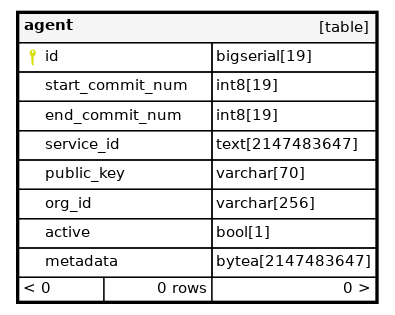 agent [table]
id bigserial[19]
start_commit_num int8[19]
end_commit_num int8[19]
service_id text[2147483647]
public_key varchar[70]
org_id varchar[256]
active bool[1]
metadata bytea[2147483647]
< 0 0 rows 0 >